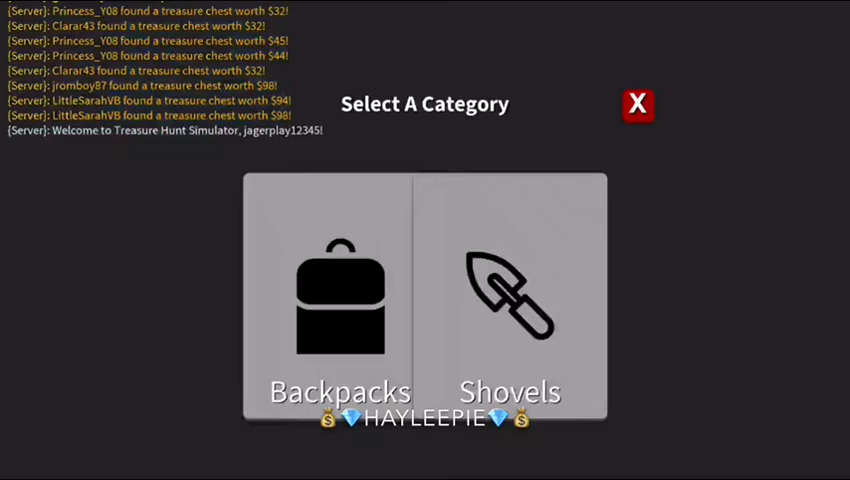 {Server}: Princess_Y08 found a treasure chest worth $32!
{Server}: Clarar43 found a treasure chest worth $32!
{Server}: Princess_Y08 found a treasure chest worth $45!
{Server}: Princess_Y08 found a treasure chest worth $44!
{Server}: Clarar43 found a treasure chest worth $32!
{Server}: jromboy87 found a treasure chest worth $98!
{Server}: LittleSarahVB found a treasure chest worth $94!
{Server}: LittleSarahVB found a treasure chest worth $98!
{Server}: Welcome to Treasure Hunt Simulator, jagerplay12345!
Select A Category
X
Backpacks Shovels
💰💎HAYLEEPIE💎💰